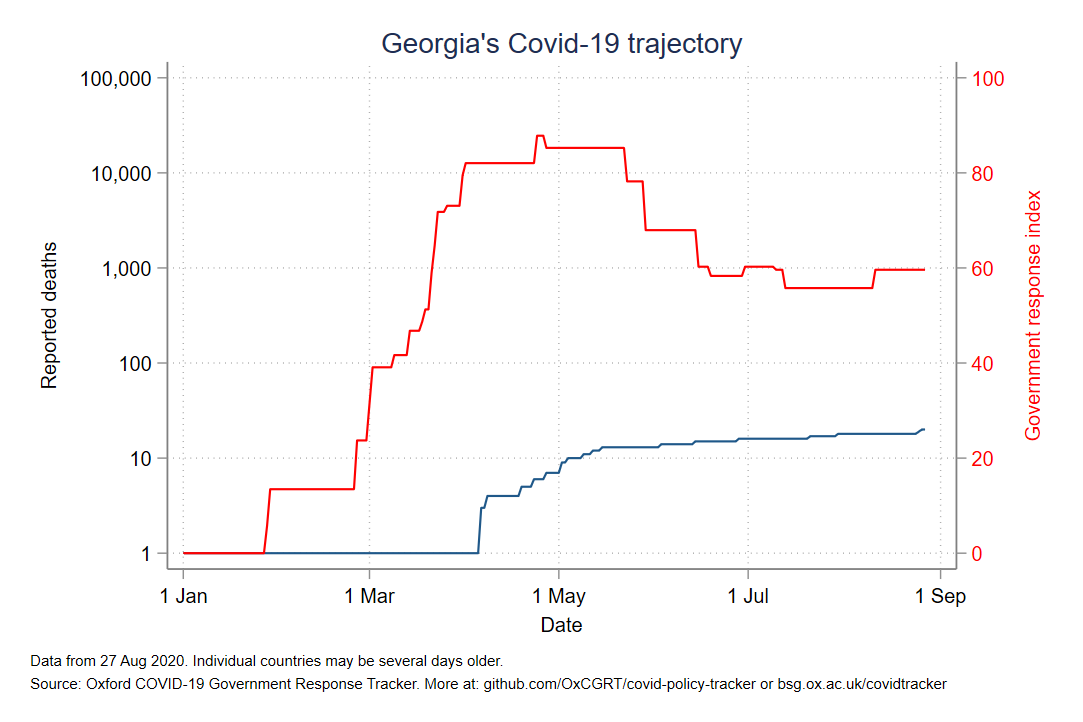 Georgia's Covid-19 trajectory
100,000
10,000
1,000
100
10
1
Reported deaths
100
80
60
40
20
0
Government response index
1 Jan
1 Mar
1 May
1 Jul
1 Sep
Date
Data from 27 Aug 2020. Individual countries may be several days older.
Source: Oxford COVID-19 Government Response Tracker. More at: github.com/OxCGRT/covid-policy-tracker or bsg.ox.ac.uk/covidtracker